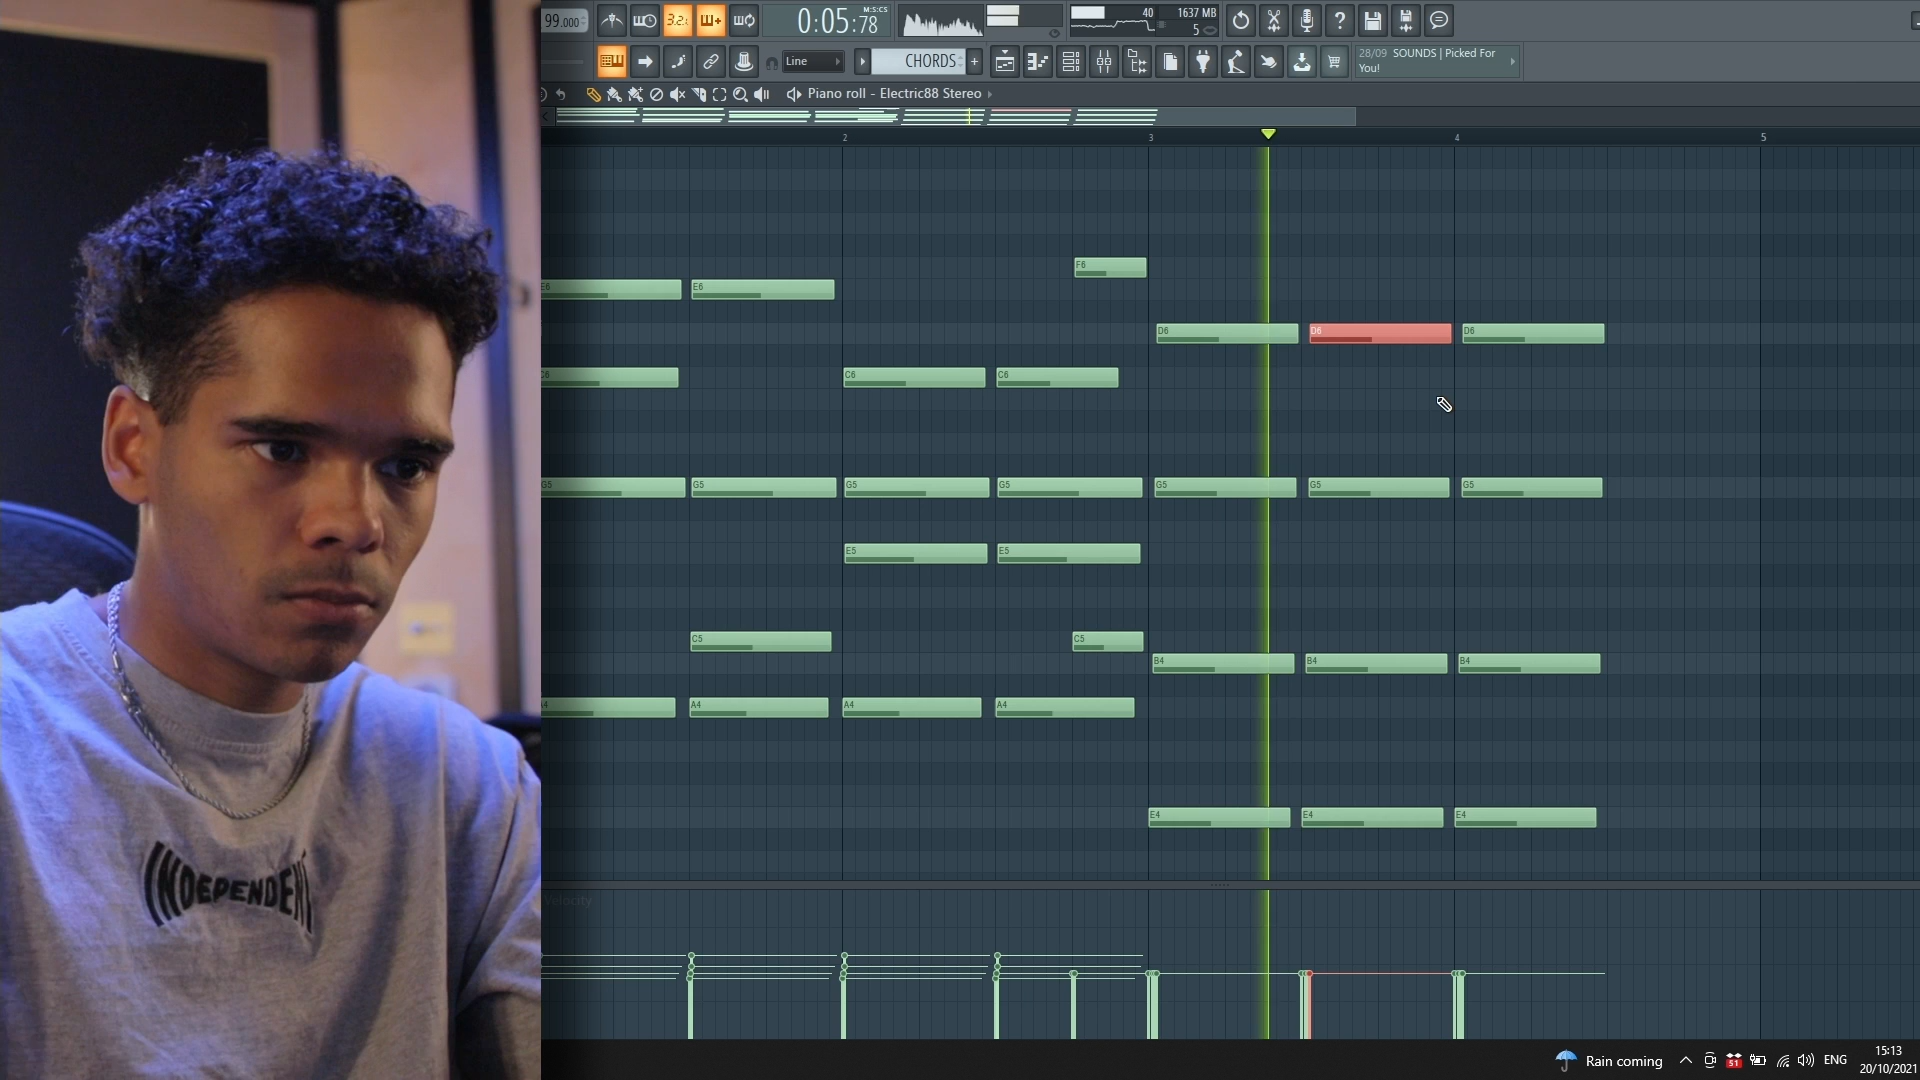 99.000
3.2.1
0:05:78
M:S:CS
40
1637 MB
5
Line
CHORDS
28/09 SOUNDS | Picked For You!
Piano roll - Electric88 Stereo
2
3
4
5
F6
E6
E6
D6
D6
D6
C6
C6
C6
G5
G5
G5
G5
G5
G5
G5
E5
E5
C5
C5
B4
B4
B4
A4
A4
A4
A4
E4
E4
E4
INDEPENDENT
Velocity
Rain coming
51
ENG
15:13
20/10/2021